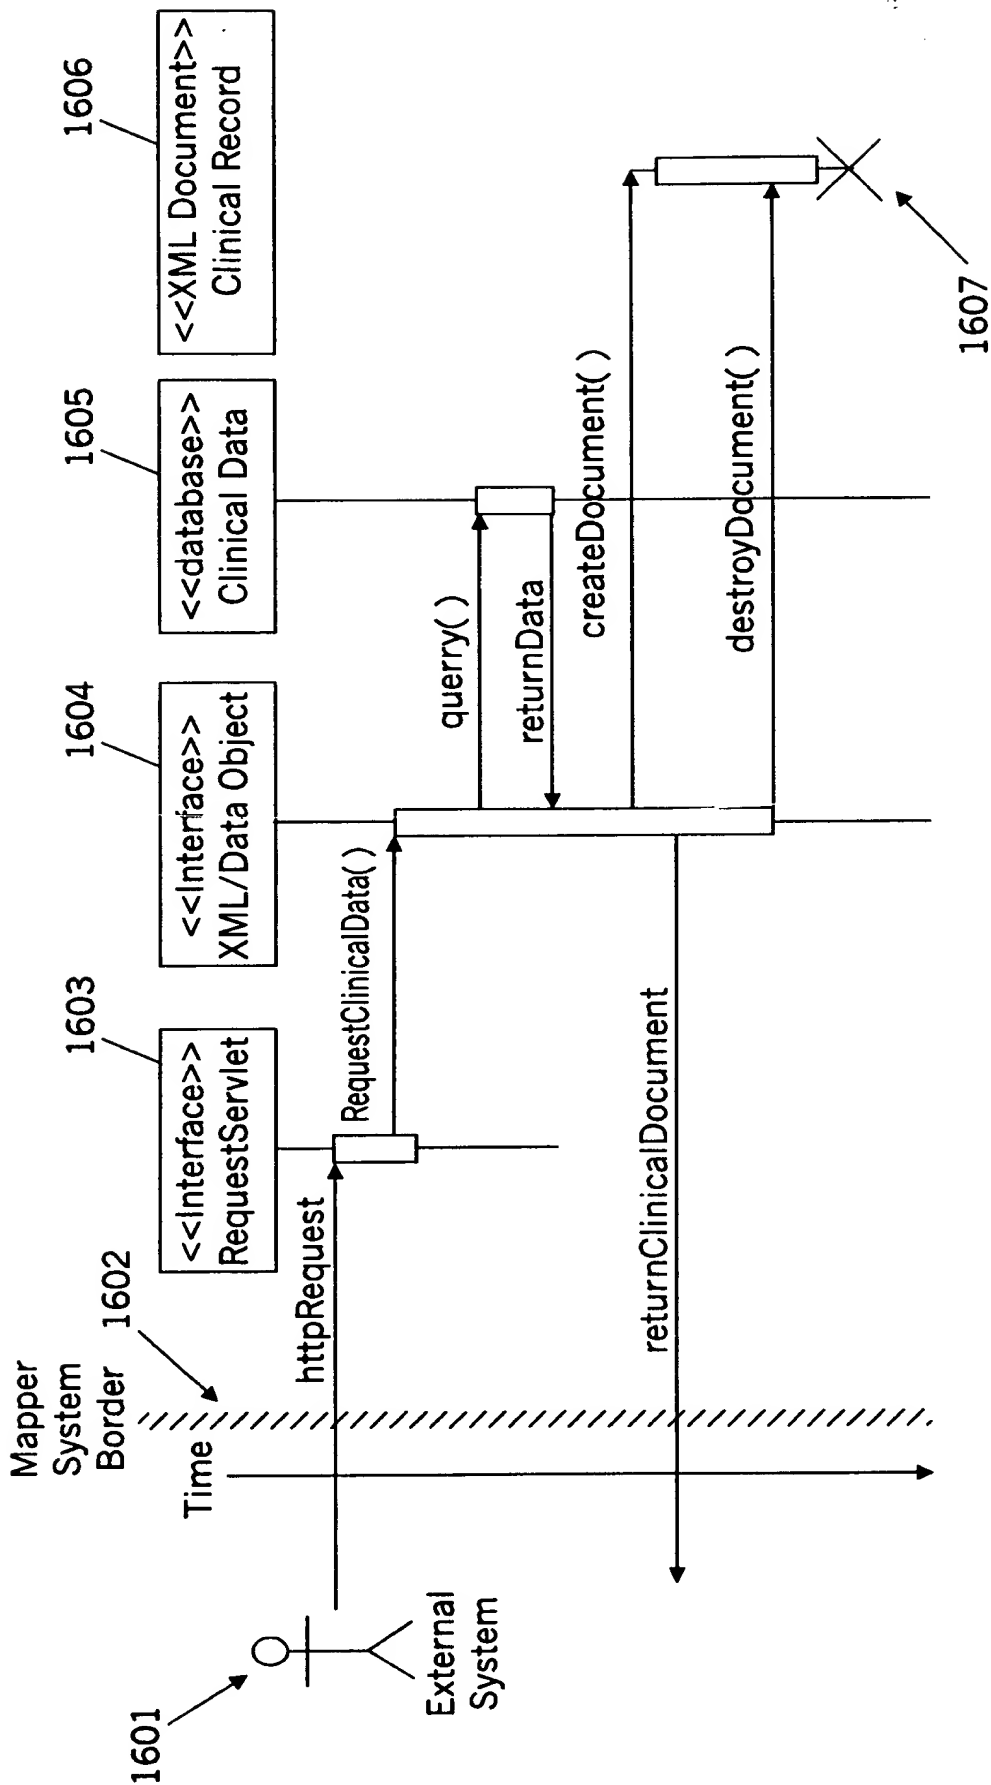 1601
External
System
Mapper
System
Border
1602
Time
1603
<<Interface>>
RequestServlet
1604
<<Interface>>
XML/Data Object
1605
<<database>>
Clinical Data
1606
<<XML Document>>
Clinical Record
httpRequest
RequestClinicalData( )
querry( )
returnData
createDocument( )
returnClinicalDocument
destroyDocument( )
1607